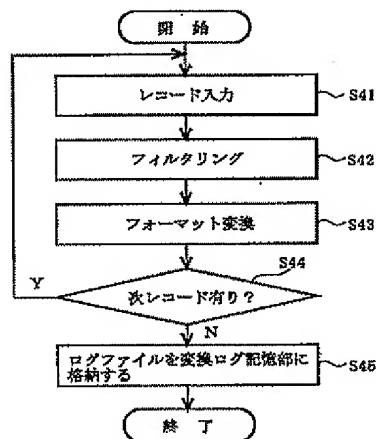 開 始
レコード入力
S41
フィルタリング
S42
フォーマット変換
S43
S44
Y
次レコード有り？
N
ログファイルを変換ログ記憶部に
格納する
S45
終 了